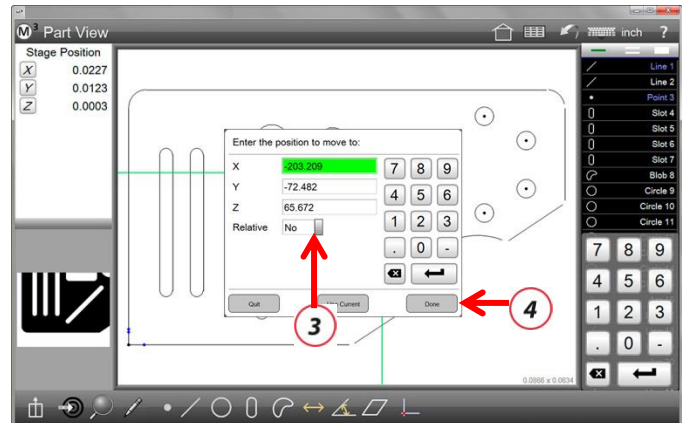 M³ Part View
inch ?
Stage Position
X 0.0227
Y 0.0123
Z 0.0003
Line 1
Line 2
Point 3
Slot 4
Slot 5
Slot 6
Slot 7
Blob 8
Circle 9
Circle 10
Circle 11
Enter the position to move to:
X -203.209
Y -72.482
Z 65.672
Relative No
7 8 9
4 5 6
1 2 3
. 0 -
Quit
Current
Done
3
4
7 8 9
4 5 6
1 2 3
. 0 -
0.0866 x 0.0634